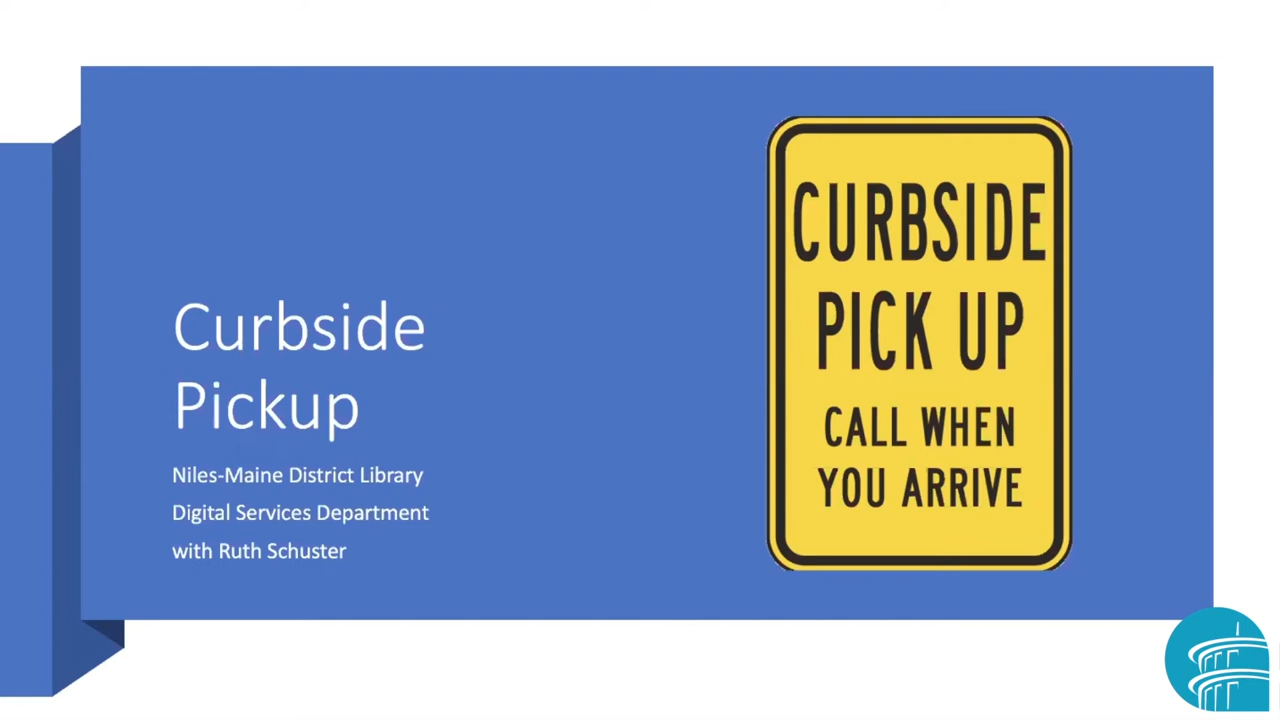 Curbside
Pickup
Niles-Maine District Library
Digital Services Department
with Ruth Schuster
CURBSIDE
PICK UP
CALL WHEN
YOU ARRIVE